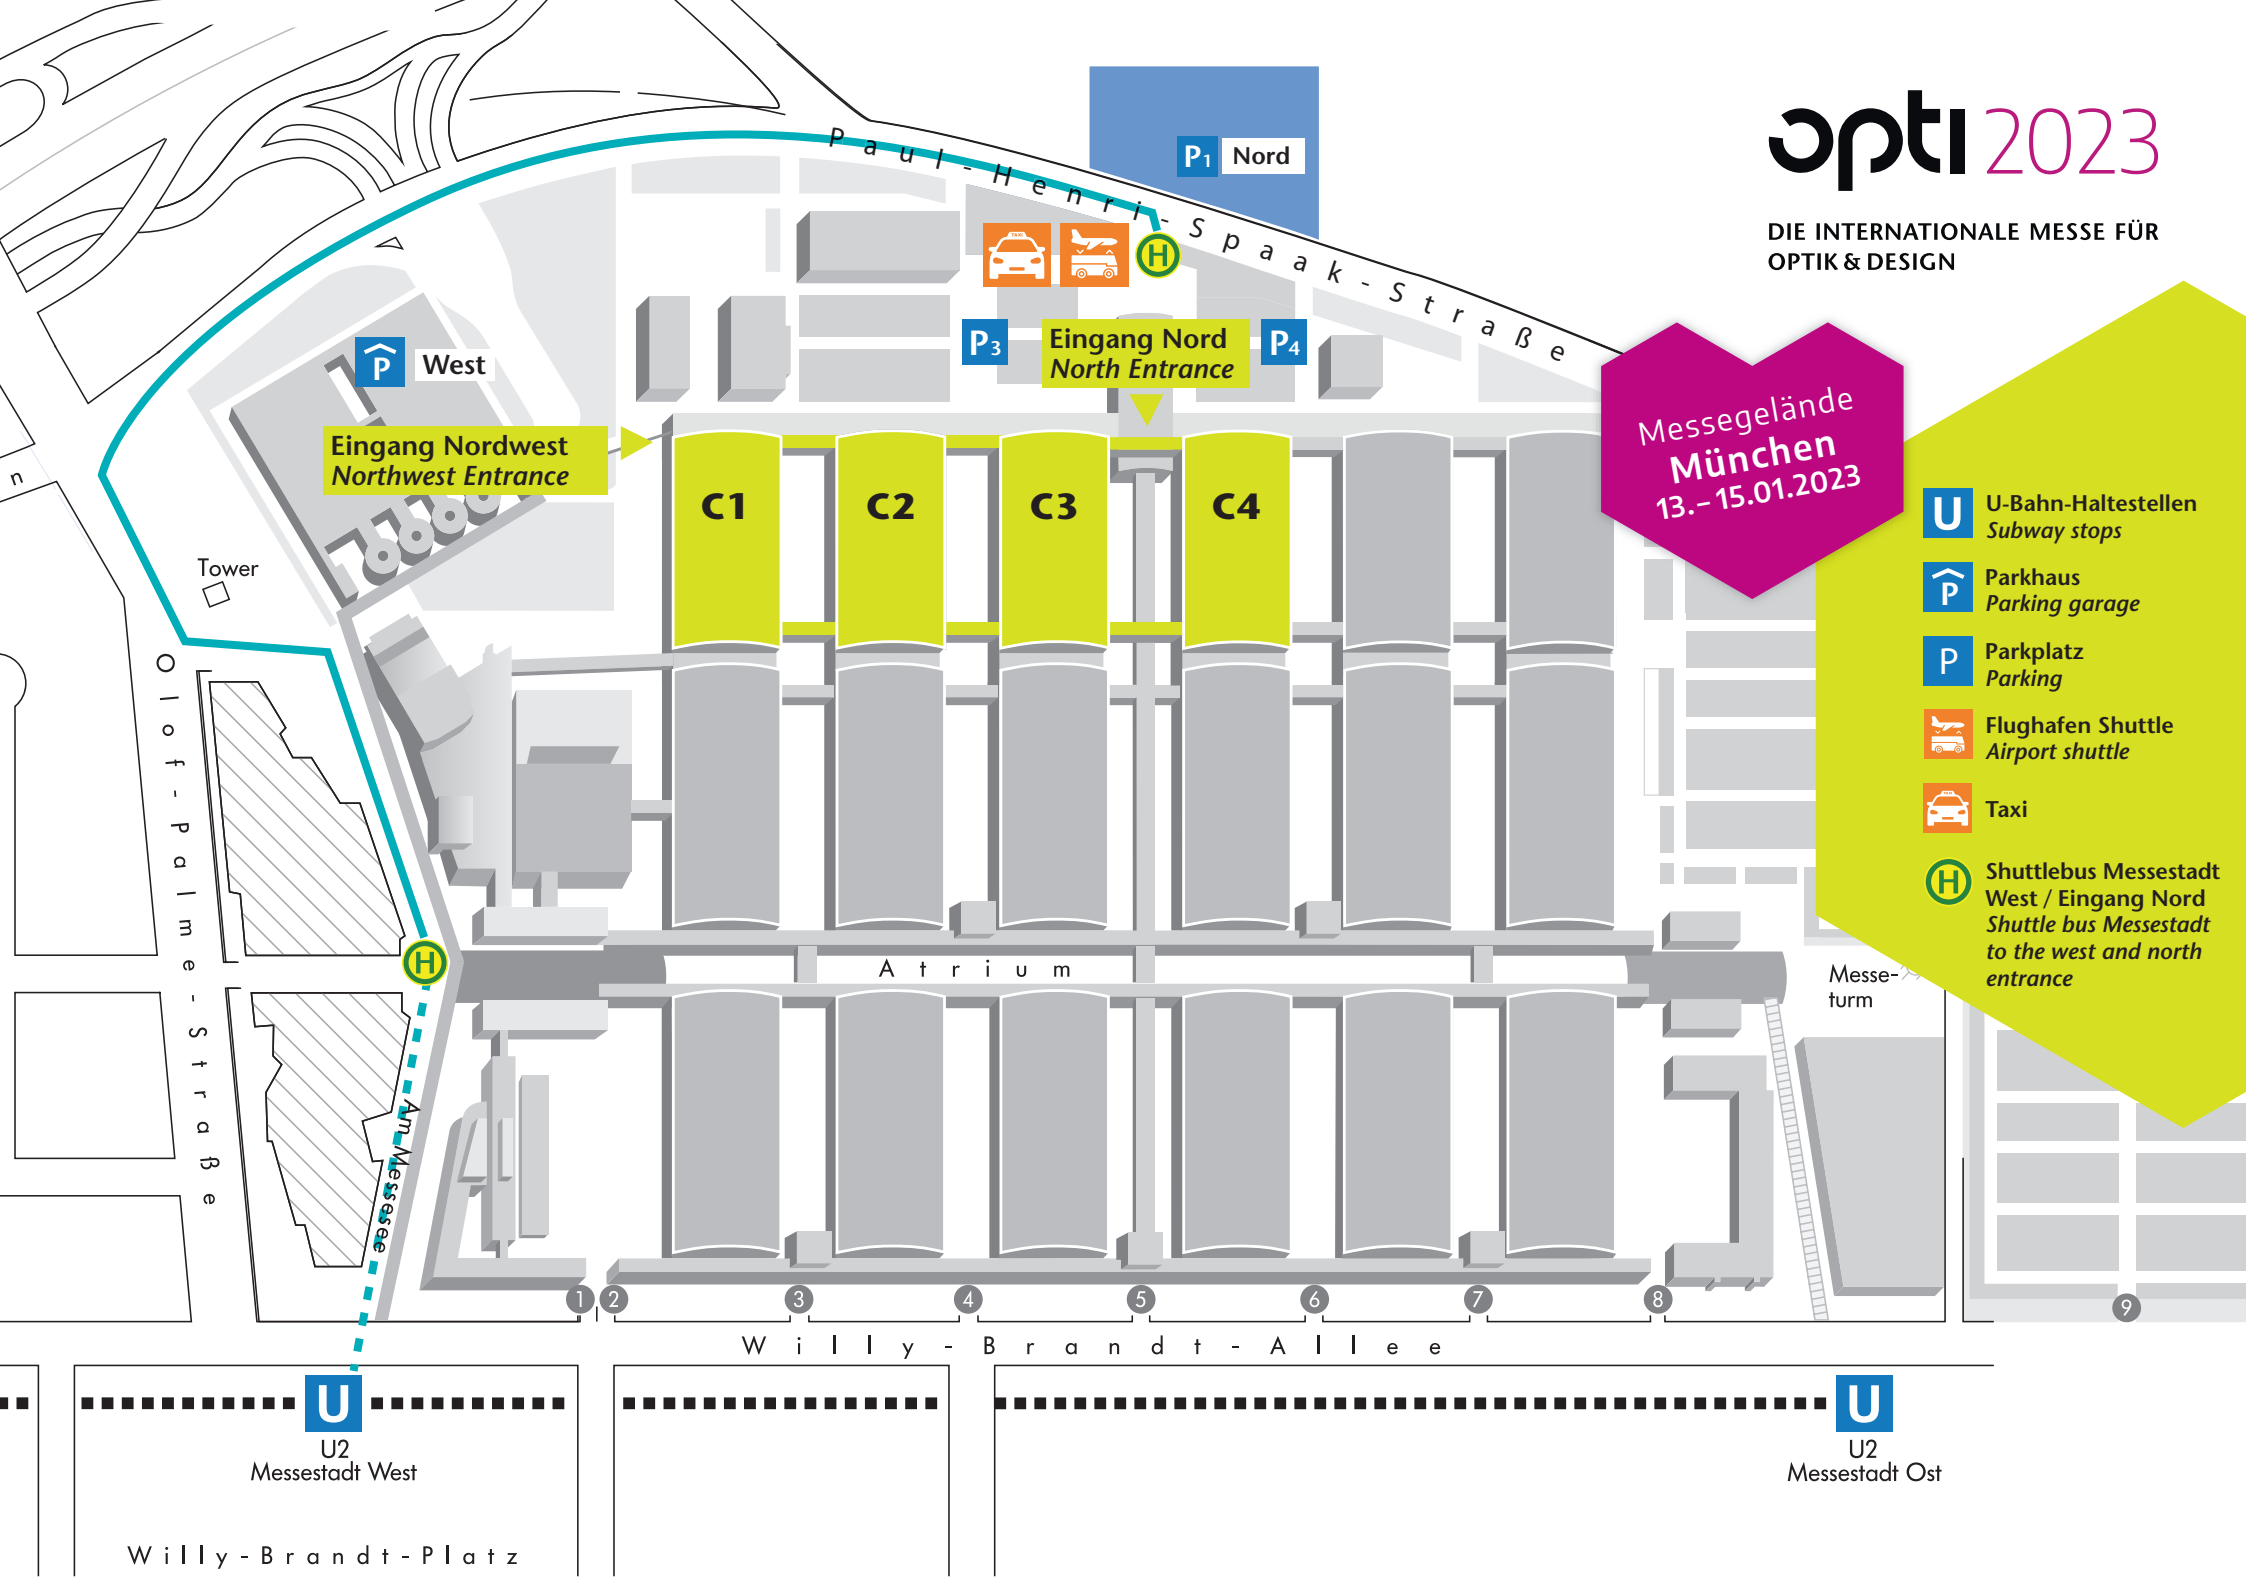 opti 2023
DIE INTERNATIONALE MESSE FÜR
OPTIK & DESIGN
P1 Nord
Paul-Henri-Spaak-Straße
TAXI
H
P3
Eingang Nord
North Entrance
P4
P West
Eingang Nordwest
Northwest Entrance
Messegelände
München
13.–15.01.2023
C1
C2
C3
C4
n
Tower
U U-Bahn-Haltestellen
Subway stops
P Parkhaus
Parking garage
P Parkplatz
Parking
Flughafen Shuttle
Airport shuttle
TAXI
Taxi
H Shuttlebus Messestadt
West / Eingang Nord
Shuttle bus Messestadt
to the west and north
entrance
Olof-Palme-Straße
H
Atrium
Messe-
turm
Am Messesee
1 2 3 4 5 6 7 8 9
Willy-Brandt-Allee
U
U2
Messestadt West
U
U2
Messestadt Ost
Willy-Brandt-Platz